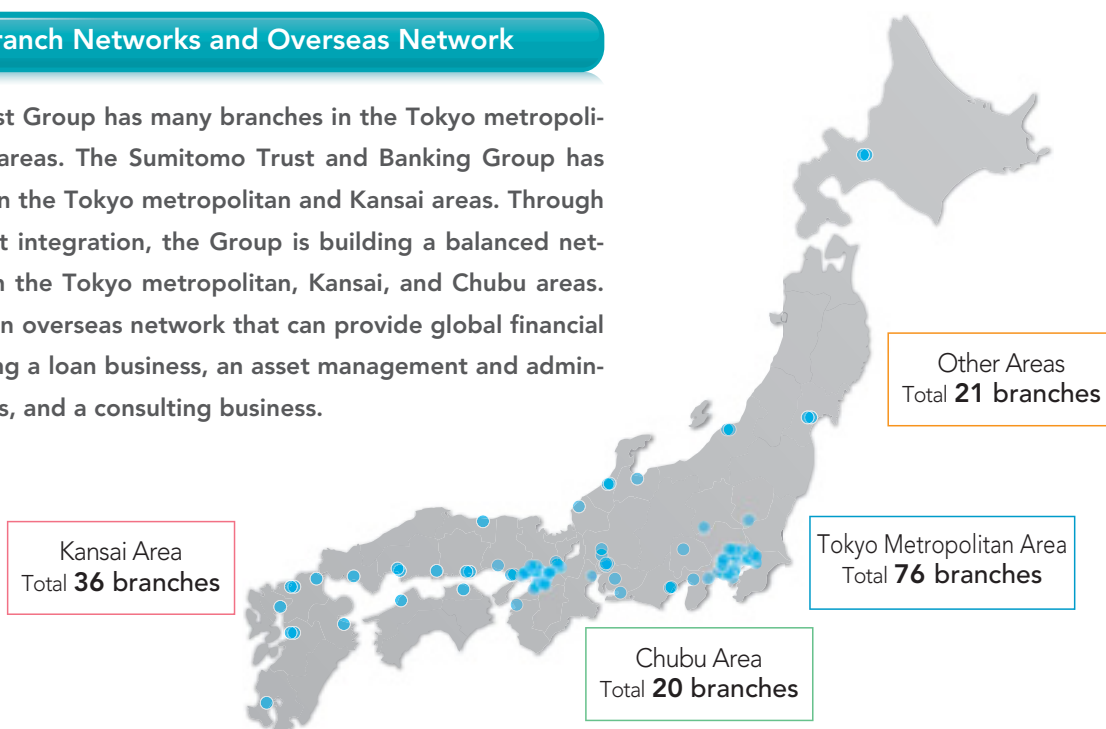 ranch Networks and Overseas Network
st Group has many branches in the Tokyo metropoli-
areas. The Sumitomo Trust and Banking Group has
n the Tokyo metropolitan and Kansai areas. Through
t integration, the Group is building a balanced net-
n the Tokyo metropolitan, Kansai, and Chubu areas.
n overseas network that can provide global financial
ng a loan business, an asset management and admin-
s, and a consulting business.
Other Areas
Total 21 branches
Kansai Area
Total 36 branches
Tokyo Metropolitan Area
Total 76 branches
Chubu Area
Total 20 branches